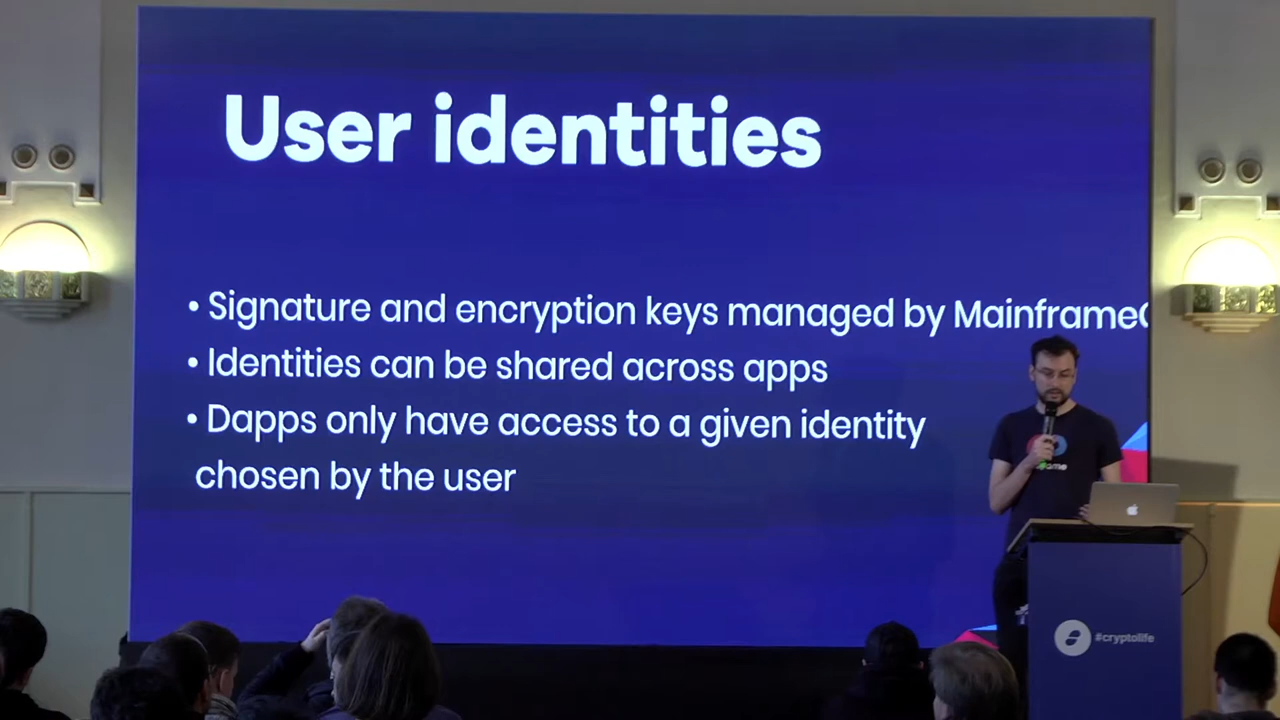 User identities
• Signature and encryption keys managed by Mainframe
• Identities can be shared across apps
• Dapps only have access to a given identity
chosen by the user
#cryptolife